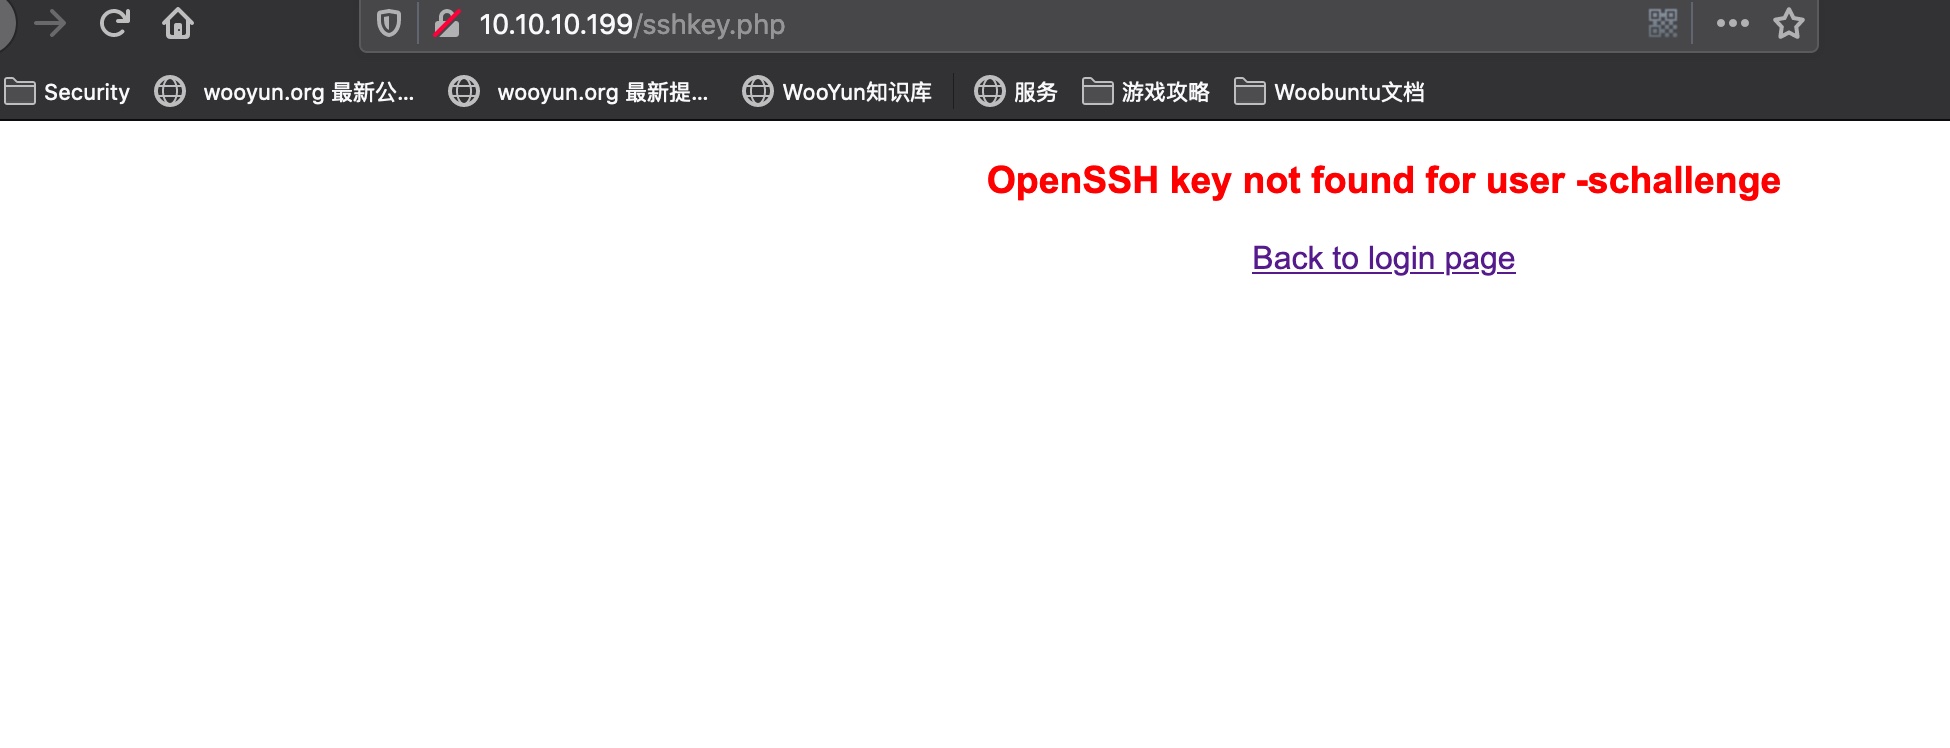 10.10.10.199/sshkey.php
Security wooyun.org 最新公... wooyun.org 最新提... WooYun知识库 服务 游戏攻略 Woobuntu文档
OpenSSH key not found for user -schallenge
Back to login page